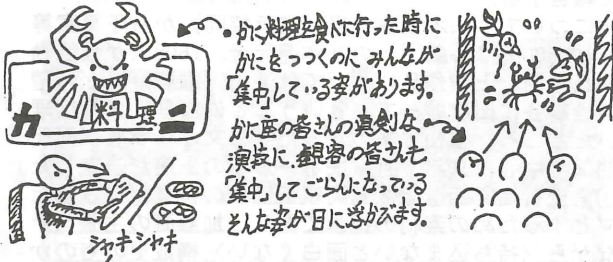 カニ
料理
シャキシャキ
・かに料理を食べに行った時に
かにをつつくのにみんなが
「集中」している姿があります。
かに座の皆さんの真剣な
演技に、観客の皆さんも
「集中」してごらんになっている
そんな姿が目に浮かびます。